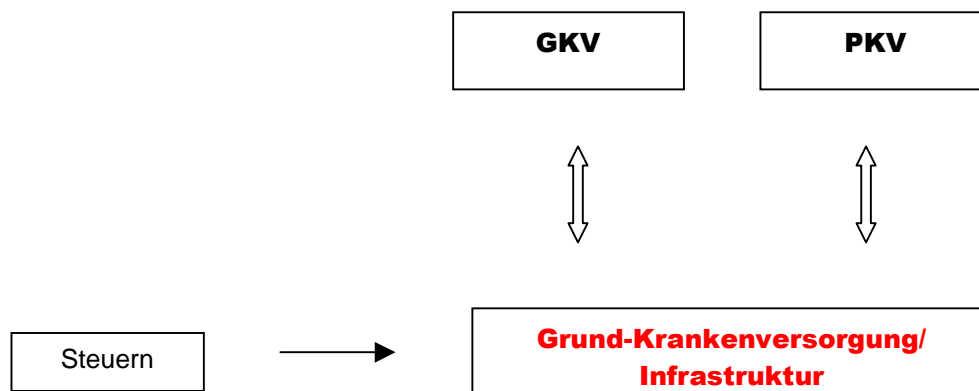 GKV
PKV
Steuern
Grund-Krankenversorgung/
Infrastruktur